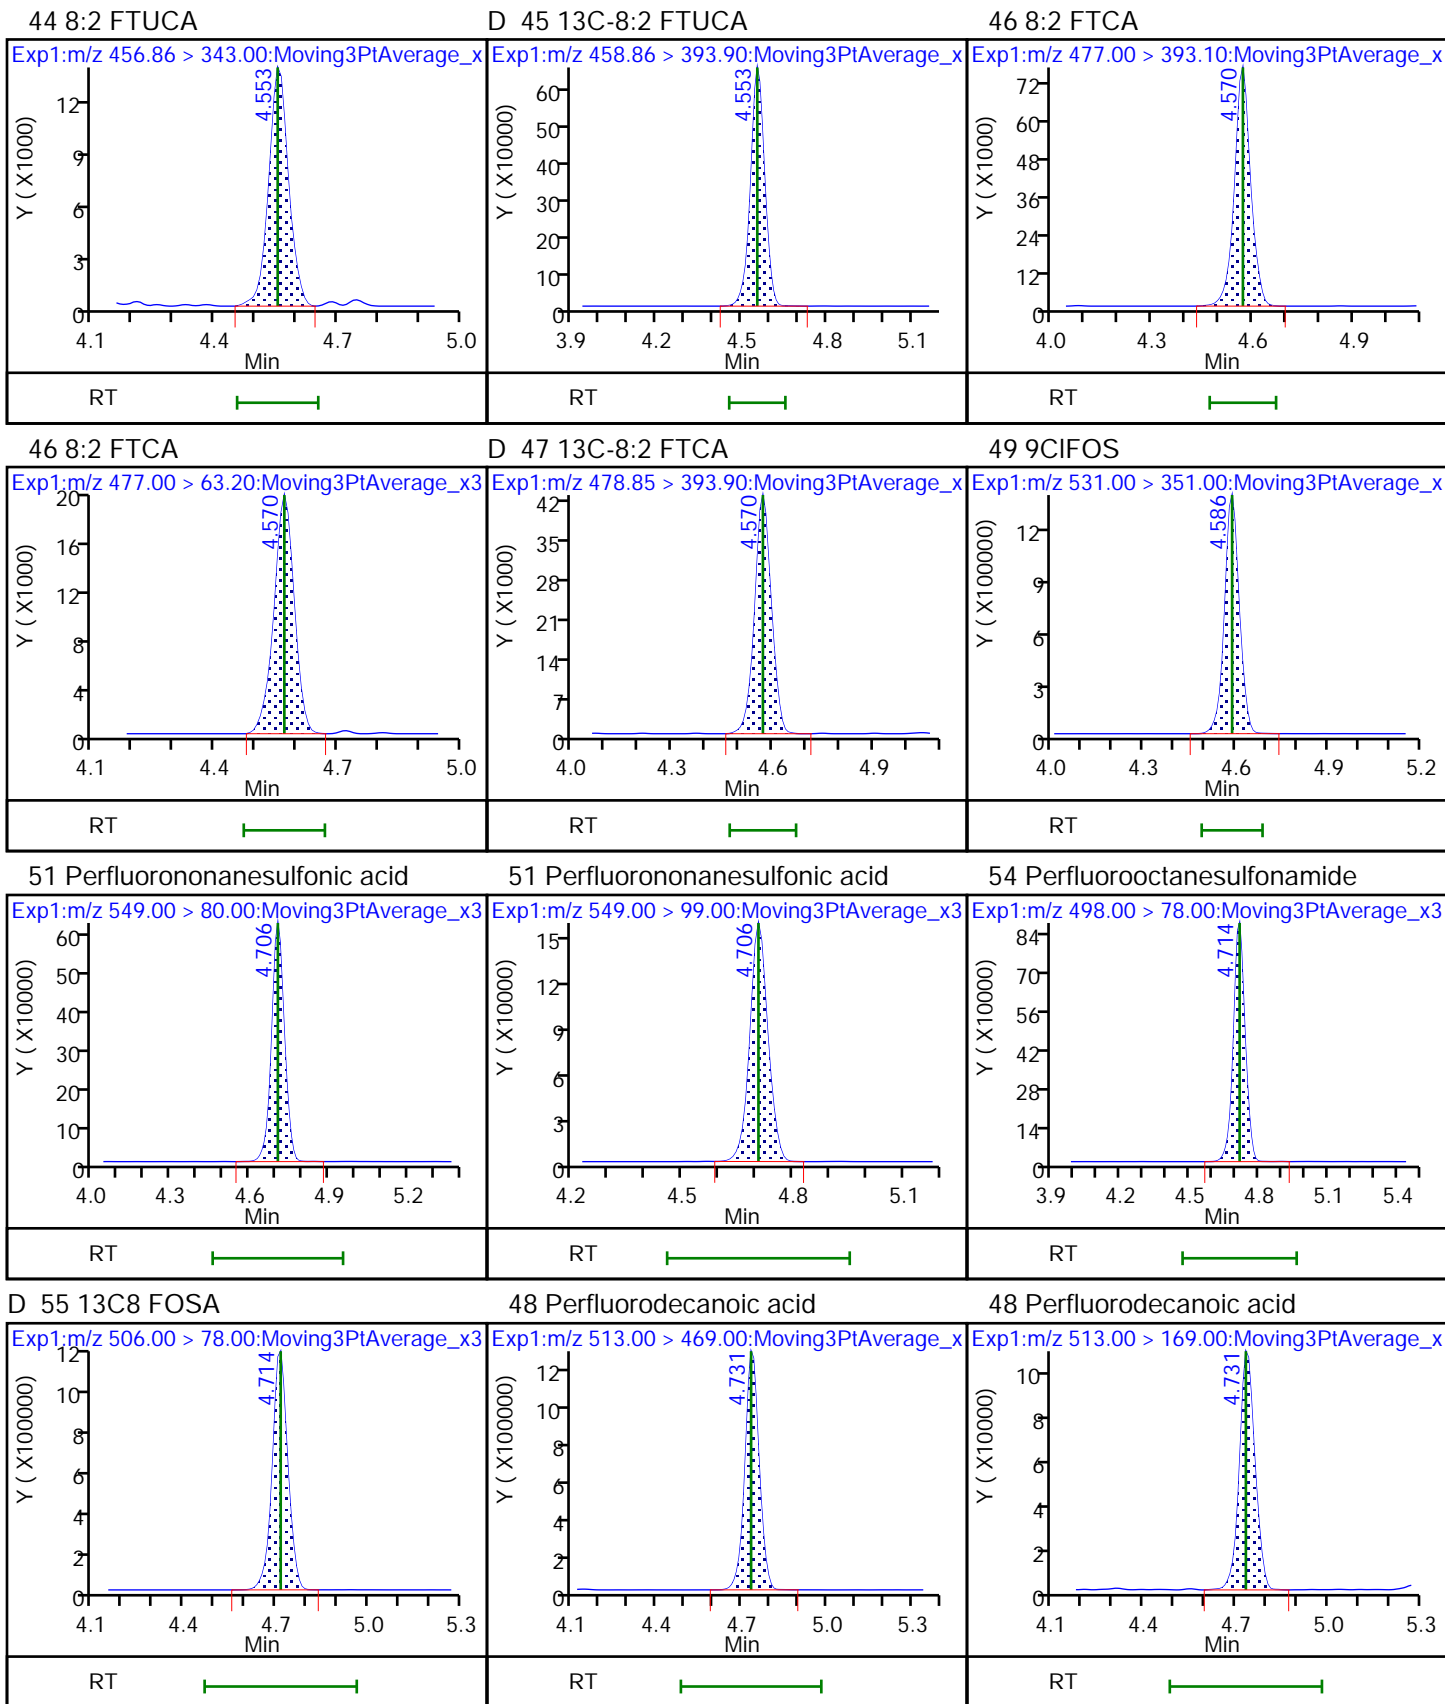 44 8:2 FTUCA
Exp1:m/z 456.86 > 343.00:Moving3PtAverage_x
4.553
Y ( X1000)
12
9
6
3
0
4.1 4.4 4.7 5.0
Min
RT
D 45 13C-8:2 FTUCA
Exp1:m/z 458.86 > 393.90:Moving3PtAverage_x
4.553
Y ( X10000)
60
50
40
30
20
10
0
3.9 4.2 4.5 4.8 5.1
Min
RT
46 8:2 FTCA
Exp1:m/z 477.00 > 393.10:Moving3PtAverage_x
4.570
Y ( X1000)
72
60
48
36
24
12
0
4.0 4.3 4.6 4.9
Min
RT
46 8:2 FTCA
Exp1:m/z 477.00 > 63.20:Moving3PtAverage_x3
4.570
Y ( X1000)
20
16
12
8
4
0
4.1 4.4 4.7 5.0
Min
RT
D 47 13C-8:2 FTCA
Exp1:m/z 478.85 > 393.90:Moving3PtAverage_x
4.570
Y ( X1000)
42
35
28
21
14
7
0
4.0 4.3 4.6 4.9
Min
RT
49 9ClFOS
Exp1:m/z 531.00 > 351.00:Moving3PtAverage_x
4.586
Y ( X100000)
12
9
6
3
0
4.0 4.3 4.6 4.9 5.2
Min
RT
51 Perfluorononanesulfonic acid
Exp1:m/z 549.00 > 80.00:Moving3PtAverage_x3
4.706
Y ( X10000)
60
50
40
30
20
10
0
4.0 4.3 4.6 4.9 5.2
Min
RT
51 Perfluorononanesulfonic acid
Exp1:m/z 549.00 > 99.00:Moving3PtAverage_x3
4.706
Y ( X10000)
15
12
9
6
3
0
4.2 4.5 4.8 5.1
Min
RT
54 Perfluorooctanesulfonamide
Exp1:m/z 498.00 > 78.00:Moving3PtAverage_x3
4.714
Y ( X10000)
84
70
56
42
28
14
0
3.9 4.2 4.5 4.8 5.1 5.4
Min
RT
D 55 13C8 FOSA
Exp1:m/z 506.00 > 78.00:Moving3PtAverage_x3
4.714
Y ( X100000)
12
10
8
6
4
2
0
4.1 4.4 4.7 5.0 5.3
Min
RT
48 Perfluorodecanoic acid
Exp1:m/z 513.00 > 469.00:Moving3PtAverage_x
4.731
Y ( X100000)
12
10
8
6
4
2
0
4.1 4.4 4.7 5.0 5.3
Min
RT
48 Perfluorodecanoic acid
Exp1:m/z 513.00 > 169.00:Moving3PtAverage_x
4.731
Y ( X10000)
10
8
6
4
2
0
4.1 4.4 4.7 5.0 5.3
Min
RT